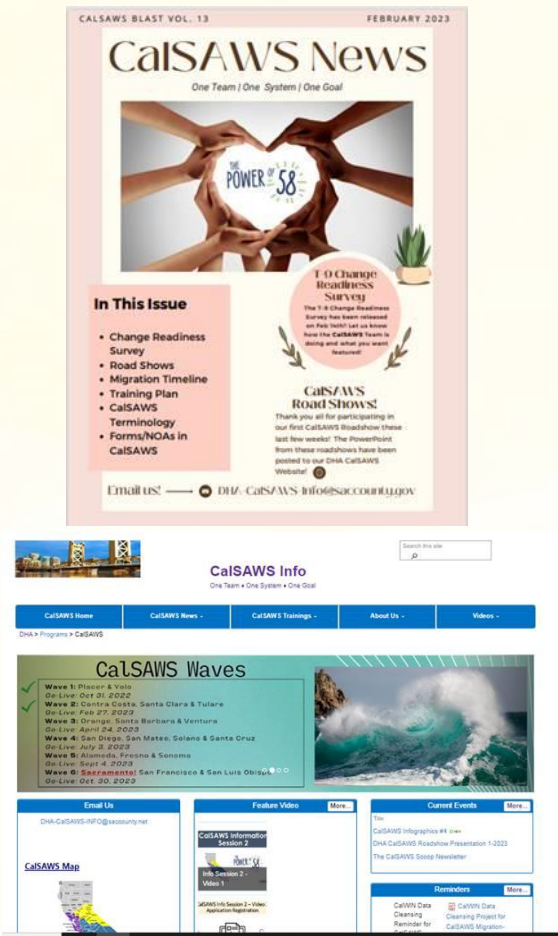 CALSAWS BLAST VOL. 13
FEBRUARY 2023
CalSAWS News
One Team | One System | One Goal
THE
POWER OF 58
In This Issue
• Change Readiness
Survey
• Road Shows
• Migration Timeline
• Training Plan
• CalSAWS
Terminology
• Forms/NOAs in
CalSAWS
T-9 Change
Readiness
Survey
The T-9 Change Readiness
Survey has been released
on Feb 14th! Let us know
how the CalSAWS Team is
doing and what you want
featured!
CalSAWS
Road Shows!
Thank you all for participating in
our first CalSAWS Roadshow these
last few weeks! The PowerPoint
from these roadshows have been
posted to our DHA CalSAWS
Website!
Email us!
DHA-CalSAWS-Info@saccounty.gov
Search this site
CalSAWS Info
One Team • One System • One Goal
CalSAWS Home
CalSAWS News
CalSAWS Trainings
About Us
Videos
DHA > Programs > CalSAWS
CalSAWS Waves
Wave 1: Placer & Yolo
Go-Live: Oct 31, 2022
Wave 2: Contra Costa, Santa Clara & Tulare
Go-Live: Feb 27, 2023
Wave 3: Orange, Santa Barbara & Ventura
Go-Live: April 24, 2023
Wave 4: San Diego, San Mateo, Solano & Santa Cruz
Go-Live: July 3, 2023
Wave 5: Alameda, Fresno & Sonoma
Go-Live: Sept 4, 2023
Wave 6: Sacramento! San Francisco & San Luis Obispo
Go-Live: Oct. 30, 2023
Email Us
DHA-CalSAWS-INFO@saccounty.net
CalSAWS Map
Feature Video
More...
CalSAWS Information
Session 2
POWER OF 58
Info Session 2 -
Video 1
CalSAWS Info Session 2 – Video
Application Registration
Current Events
More...
Title
CalSAWS Infographics #4
DHA CalSAWS Roadshow Presentation 1-2023
The CalSAWS Scoop Newsletter
Reminders
More...
CalWIN Data
Cleansing
Reminder for
CalSAWS
CalWIN Data
Cleansing Project for
CalSAWS Migration-